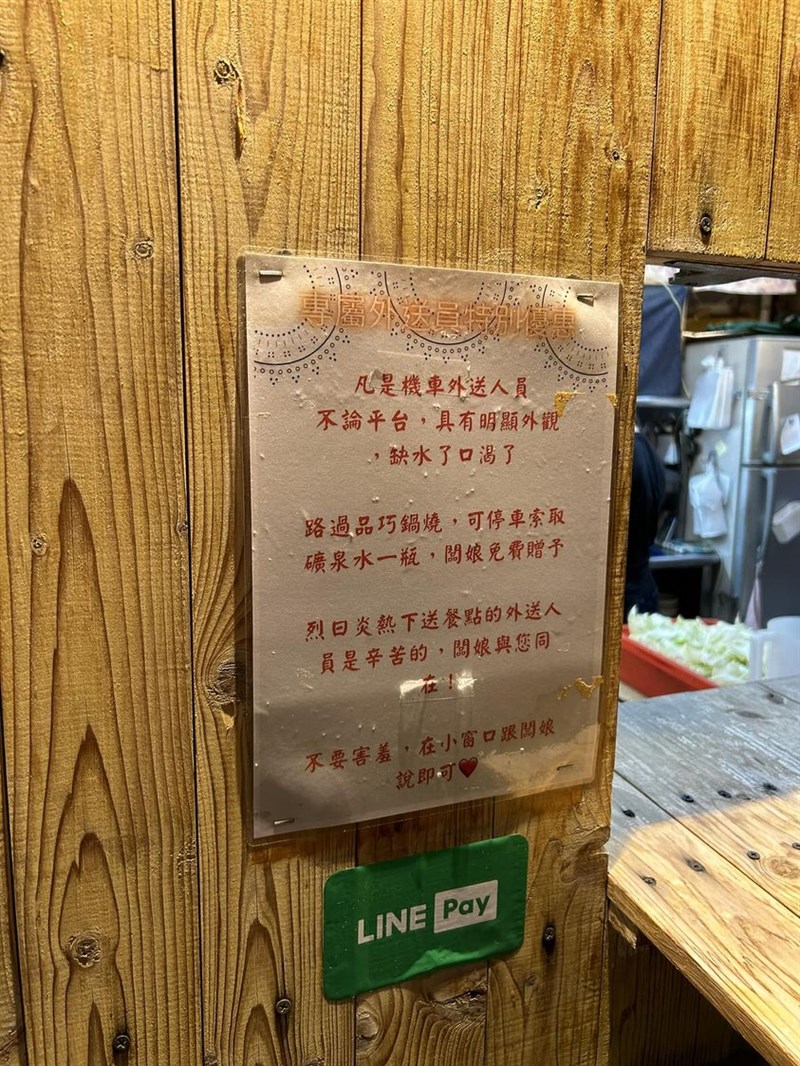 專屬外送員特別優惠
凡是機車外送人員
不論平台，具有明顯外觀
，缺水了口渴了
路過品巧鍋燒，可停車索取
礦泉水一瓶，闆娘免費贈予
烈日炎熱下送餐點的外送人
員是辛苦的，闆娘與您同
在！
不要害羞，在小窗口跟闆娘
說即可❤
LINE Pay